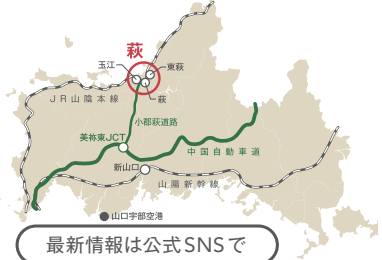 萩
玉江
東萩
萩
JR山陰本線
小郡萩道路
美祢東JCT
中国自動車道
新山口
山陽新幹線
山口宇部空港
最新情報は公式SNSで